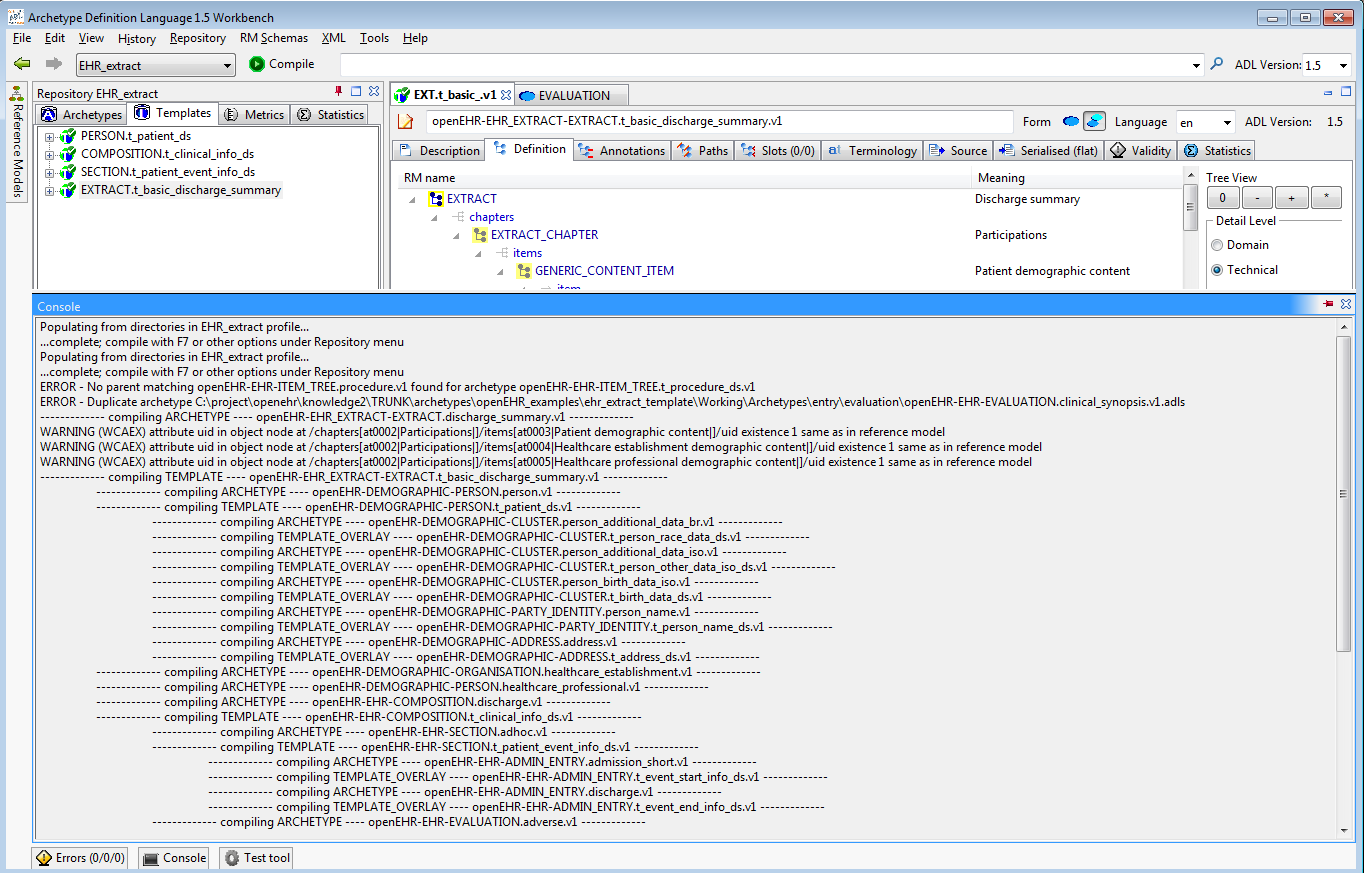 Archetype Definition Language 1.5 Workbench
File Edit View History Repository RM Schemas XML Tools Help
EHR_extract Compile ADL Version: 1.5
Reference Models
Repository EHR_extract
Archetypes Templates Metrics Statistics
PERSON.t_patient_ds
COMPOSITION.t_clinical_info_ds
SECTION.t_patient_event_info_ds
EXTRACT.t_basic_discharge_summary
EXT.t_basic_.v1 EVALUATION
openEHR-EHR_EXTRACT-EXTRACT.t_basic_discharge_summary.v1 Form Language en ADL Version: 1.5
Description Definition Annotations Paths Slots (0/0) Terminology Source Serialised (flat) Validity Statistics
RM name Meaning
EXTRACT Discharge summary
chapters
EXTRACT_CHAPTER Participations
items
GENERIC_CONTENT_ITEM Patient demographic content
item
Tree View
0 - + *
Detail Level
Domain
Technical
Console
Populating from directories in EHR_extract profile...
...complete; compile with F7 or other options under Repository menu
Populating from directories in EHR_extract profile...
...complete; compile with F7 or other options under Repository menu
ERROR - No parent matching openEHR-EHR-ITEM_TREE.procedure.v1 found for archetype openEHR-EHR-ITEM_TREE.t_procedure_ds.v1
ERROR - Duplicate archetype C:\project\openehr\knowledge2\TRUNK\archetypes\openEHR_examples\ehr_extract_template\Working\Archetypes\entry\evaluation\openEHR-EHR-EVALUATION.clinical_synopsis.v1.adls
------------- compiling ARCHETYPE ---- openEHR-EHR_EXTRACT-EXTRACT.discharge_summary.v1 -------------
WARNING (WCAEX) attribute uid in object node at /chapters[at0002|Participations|]/items[at0003|Patient demographic content|]/uid existence 1 same as in reference model
WARNING (WCAEX) attribute uid in object node at /chapters[at0002|Participations|]/items[at0004|Healthcare establishment demographic content|]/uid existence 1 same as in reference model
WARNING (WCAEX) attribute uid in object node at /chapters[at0002|Participations|]/items[at0005|Healthcare professional demographic content|]/uid existence 1 same as in reference model
------------- compiling TEMPLATE ---- openEHR-EHR_EXTRACT-EXTRACT.t_basic_discharge_summary.v1 -------------
------------- compiling ARCHETYPE ---- openEHR-DEMOGRAPHIC-PERSON.person.v1 -------------
------------- compiling TEMPLATE ---- openEHR-DEMOGRAPHIC-PERSON.t_patient_ds.v1 -------------
------------- compiling ARCHETYPE ---- openEHR-DEMOGRAPHIC-CLUSTER.person_additional_data_br.v1 -------------
------------- compiling TEMPLATE_OVERLAY ---- openEHR-DEMOGRAPHIC-CLUSTER.t_person_race_data_ds.v1 -------------
------------- compiling ARCHETYPE ---- openEHR-DEMOGRAPHIC-CLUSTER.person_additional_data_iso.v1 -------------
------------- compiling TEMPLATE_OVERLAY ---- openEHR-DEMOGRAPHIC-CLUSTER.t_person_other_data_iso_ds.v1 -------------
------------- compiling ARCHETYPE ---- openEHR-DEMOGRAPHIC-CLUSTER.person_birth_data_iso.v1 -------------
------------- compiling TEMPLATE_OVERLAY ---- openEHR-DEMOGRAPHIC-CLUSTER.t_birth_data_ds.v1 -------------
------------- compiling ARCHETYPE ---- openEHR-DEMOGRAPHIC-PARTY_IDENTITY.person_name.v1 -------------
------------- compiling TEMPLATE_OVERLAY ---- openEHR-DEMOGRAPHIC-PARTY_IDENTITY.t_person_name_ds.v1 -------------
------------- compiling ARCHETYPE ---- openEHR-DEMOGRAPHIC-ADDRESS.address.v1 -------------
------------- compiling TEMPLATE_OVERLAY ---- openEHR-DEMOGRAPHIC-ADDRESS.t_address_ds.v1 -------------
------------- compiling ARCHETYPE ---- openEHR-DEMOGRAPHIC-ORGANISATION.healthcare_establishment.v1 -------------
------------- compiling ARCHETYPE ---- openEHR-DEMOGRAPHIC-PERSON.healthcare_professional.v1 -------------
------------- compiling ARCHETYPE ---- openEHR-EHR-COMPOSITION.discharge.v1 -------------
------------- compiling TEMPLATE ---- openEHR-EHR-COMPOSITION.t_clinical_info_ds.v1 -------------
------------- compiling ARCHETYPE ---- openEHR-EHR-SECTION.adhoc.v1 -------------
------------- compiling TEMPLATE ---- openEHR-EHR-SECTION.t_patient_event_info_ds.v1 -------------
------------- compiling ARCHETYPE ---- openEHR-EHR-ADMIN_ENTRY.admission_short.v1 -------------
------------- compiling TEMPLATE_OVERLAY ---- openEHR-EHR-ADMIN_ENTRY.t_event_start_info_ds.v1 -------------
------------- compiling ARCHETYPE ---- openEHR-EHR-ADMIN_ENTRY.discharge.v1 -------------
------------- compiling TEMPLATE_OVERLAY ---- openEHR-EHR-ADMIN_ENTRY.t_event_end_info_ds.v1 -------------
------------- compiling ARCHETYPE ---- openEHR-EHR-EVALUATION.adverse.v1 -------------
Errors (0/0/0) Console Test tool